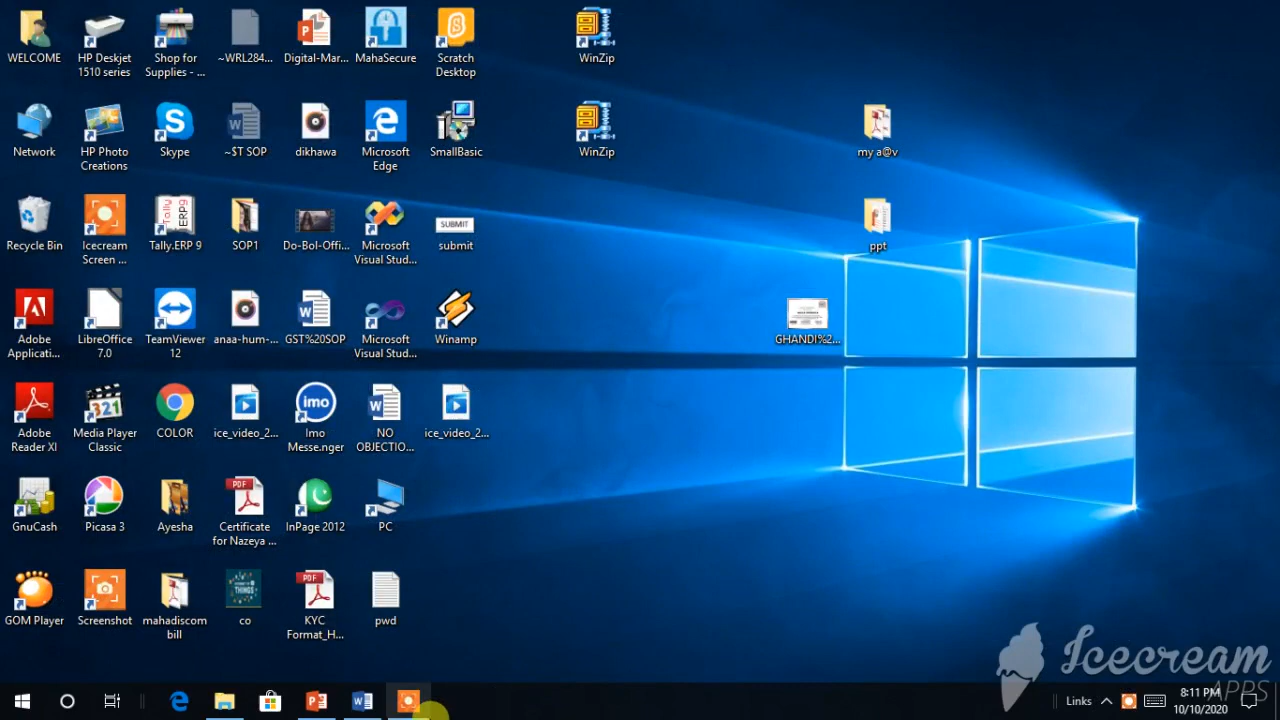 WELCOME
HP Deskjet
1510 series
Shop for
Supplies - ...
~WRL284...
Digital-Mar...
MahaSecure
Scratch
Desktop
WinZip
Network
HP Photo
Creations
Skype
~$T SOP
dikhawa
Microsoft
Edge
SmallBasic
WinZip
my a@v
Recycle Bin
Icecream
Screen ...
Tally.ERP 9
SOP1
Do-Bol-Offi...
Microsoft
Visual Stud...
SUBMIT
submit
ppt
Adobe
Applicati...
LibreOffice
7.0
TeamViewer
12
anaa-hum-...
GST%20SOP
Microsoft
Visual Stud...
Winamp
GHANDI%2...
Adobe
Reader XI
Media Player
Classic
COLOR
ice_video_2...
imo
Imo
Messe.nger
NO
OBJECTIO...
ice_video_2...
GnuCash
Picasa 3
Ayesha
PDF
Certificate
for Nazeya ...
InPage 2012
PC
GOM Player
Screenshot
mahadiscom
bill
co
PDF
KYC
Format_H...
pwd
Icecream
APPS
Links
8:11 PM
10/10/2020